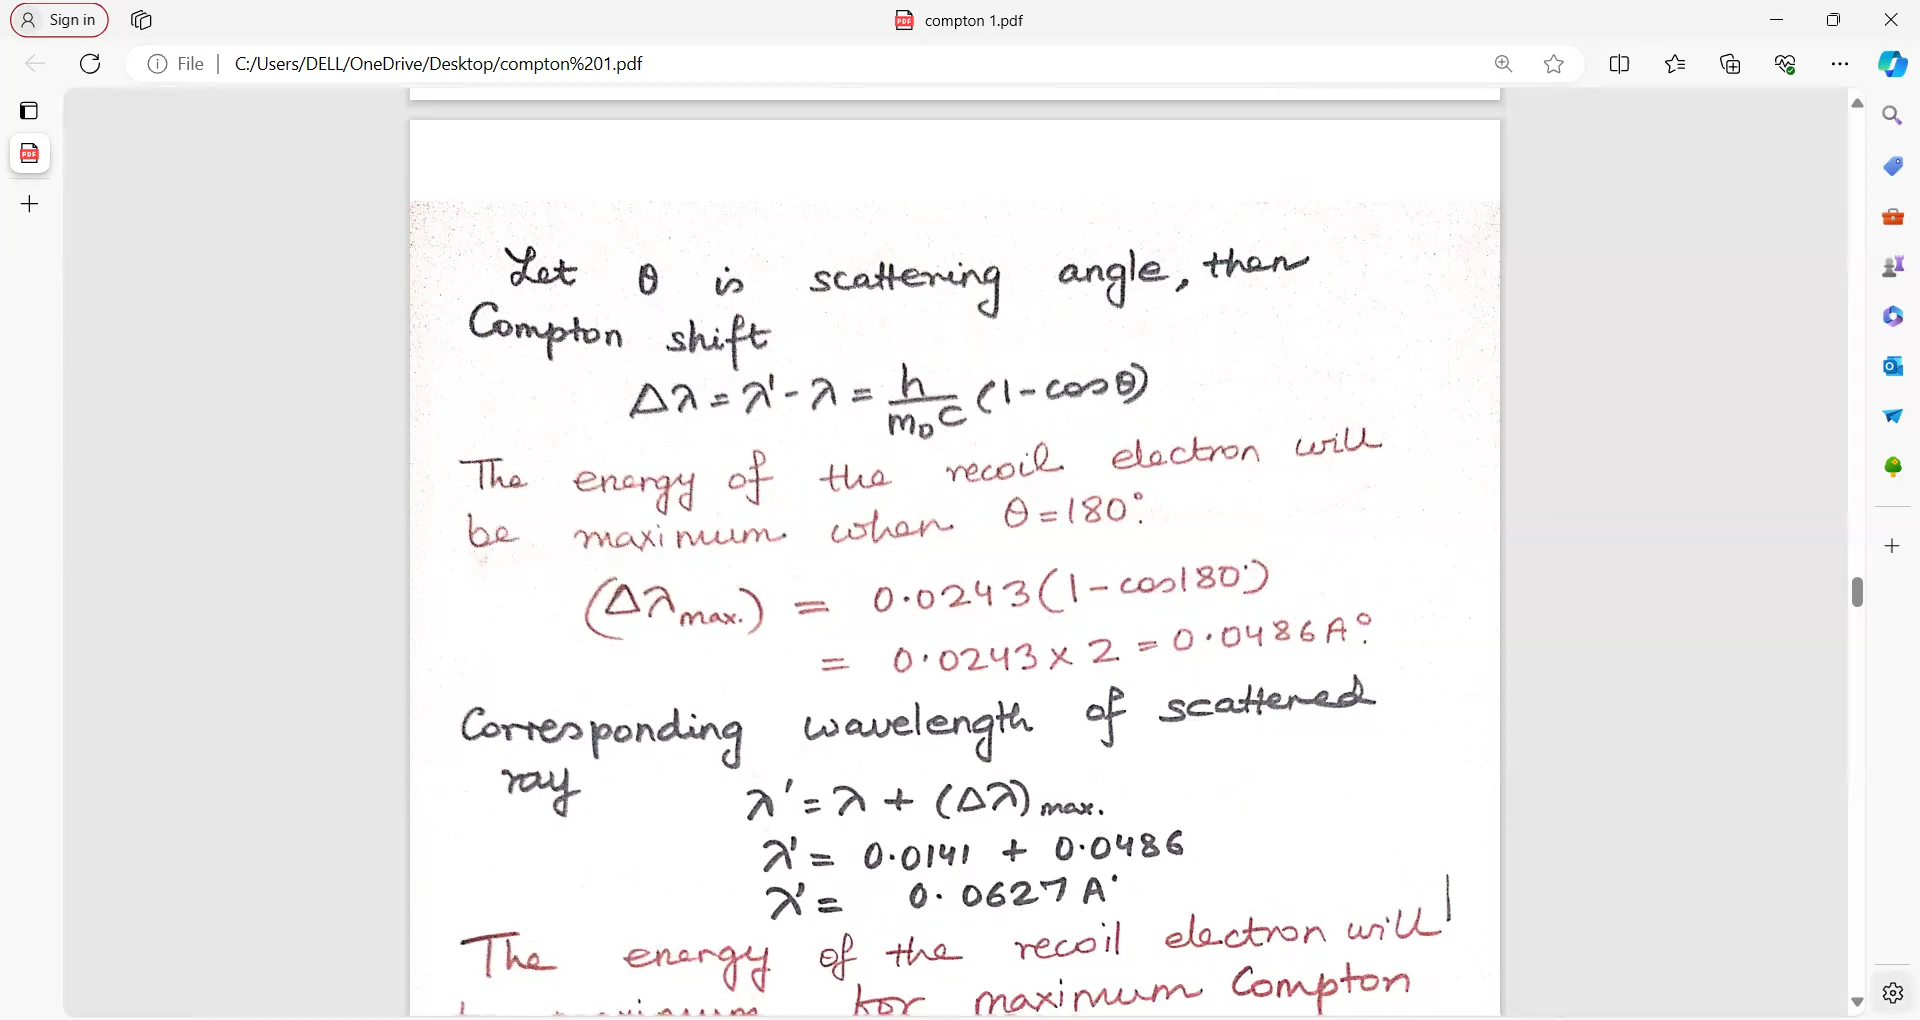 Sign in
compton 1.pdf
File
C:/Users/DELL/OneDrive/Desktop/compton%201.pdf
Let θ is scattering angle, then
Compton shift
Δλ = λ' - λ = h/m₀c (1 - cosθ)
The energy of the recoil electron will
be maximum when θ = 180°.
(Δλmax.) = 0.0243(1 - cos180°)
= 0.0243 x 2 = 0.0486 A°.
Corresponding wavelength of scattered
ray
λ' = λ + (Δλ)max.
λ' = 0.0141 + 0.0486
λ' = 0.0627 A°
The energy of the recoil electron will
for maximum Compton